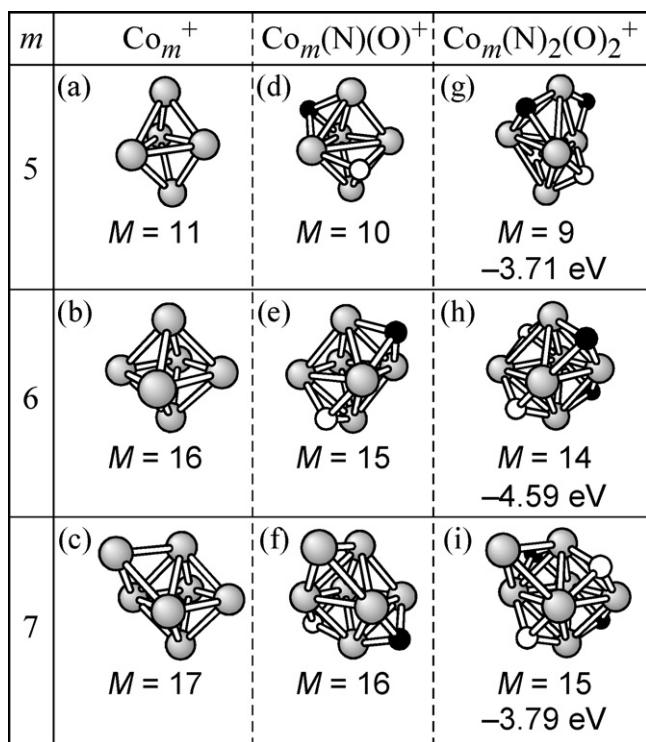 m Co_m^+ Co_m(N)(O)^+ Co_m(N)_2(O)_2^+
5
(a) (d) (g)
M = 11 M = 10 M = 9
–3.71 eV
6
(b) (e) (h)
M = 16 M = 15 M = 14
–4.59 eV
7
(c) (f) (i)
M = 17 M = 16 M = 15
–3.79 eV